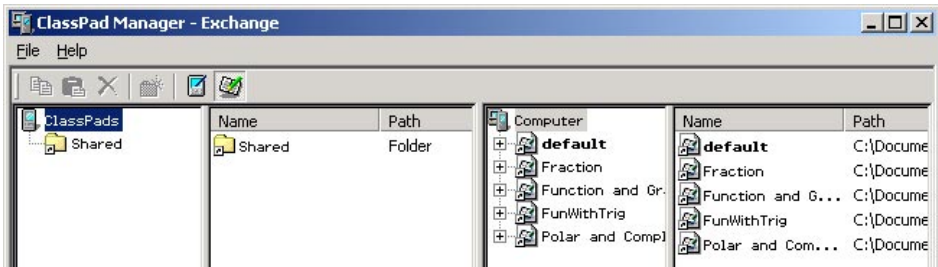 ClassPad Manager - Exchange
File Help
ClassPads
Shared
Name Path
Shared Folder
Computer
default
Fraction
Function and Gr
FunWithTrig
Polar and Compl
Name Path
default C:\Docume
Fraction C:\Docume
Function and G... C:\Docume
FunWithTrig C:\Docume
Polar and Com... C:\Docume